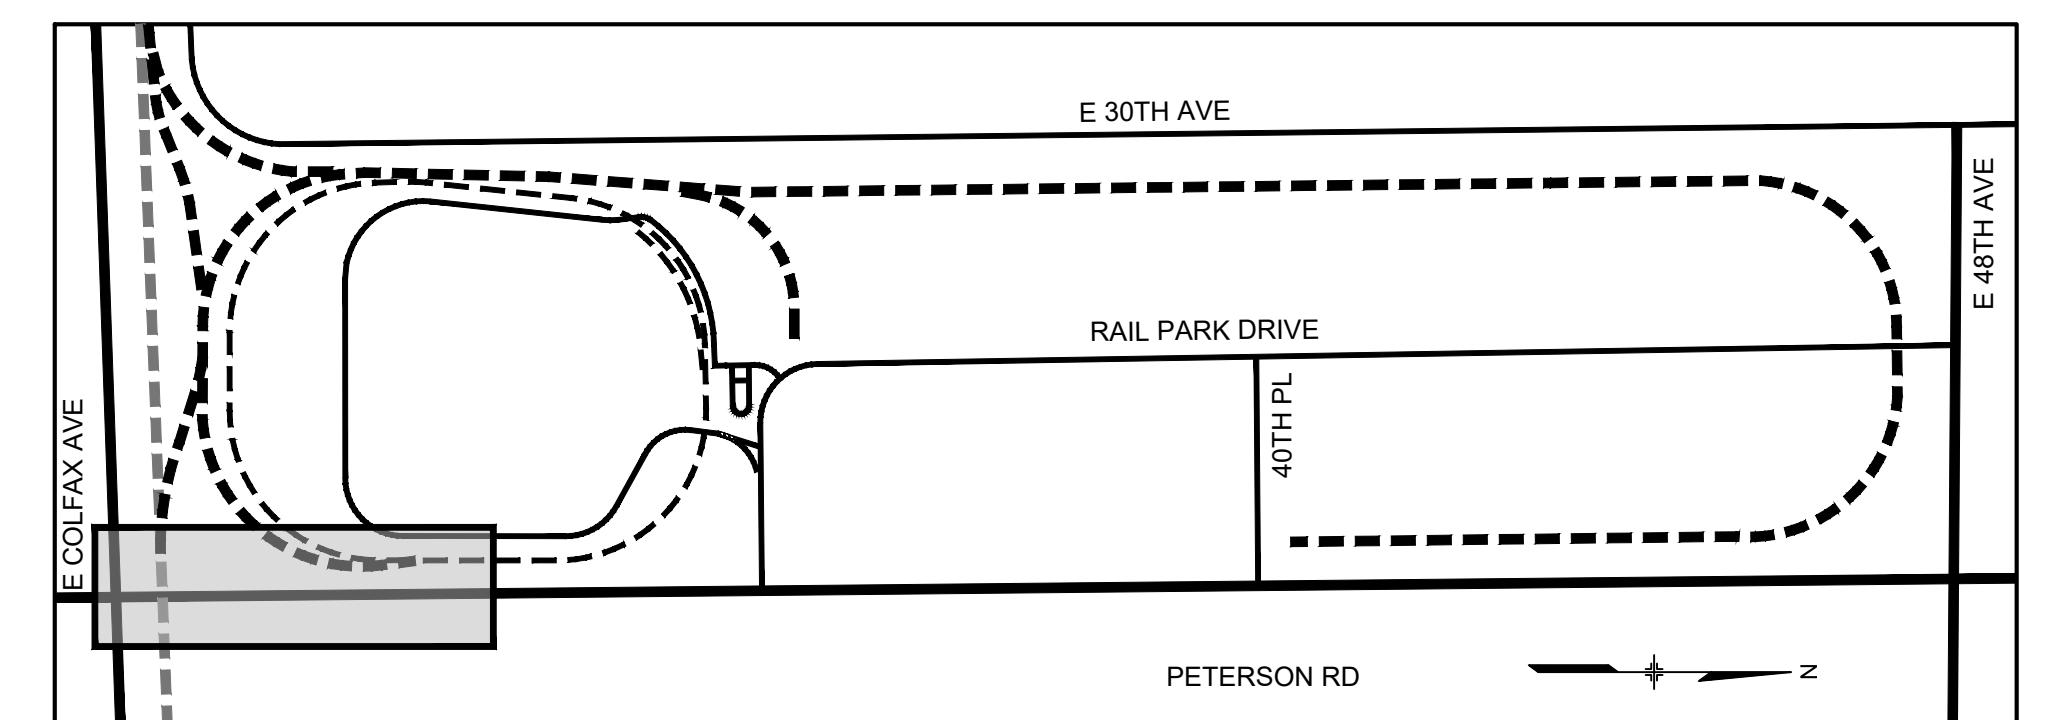 E 30TH AVE
E 48TH AVE
RAIL PARK DRIVE
40TH PL
E COLFAX AVE
PETERSON RD
N